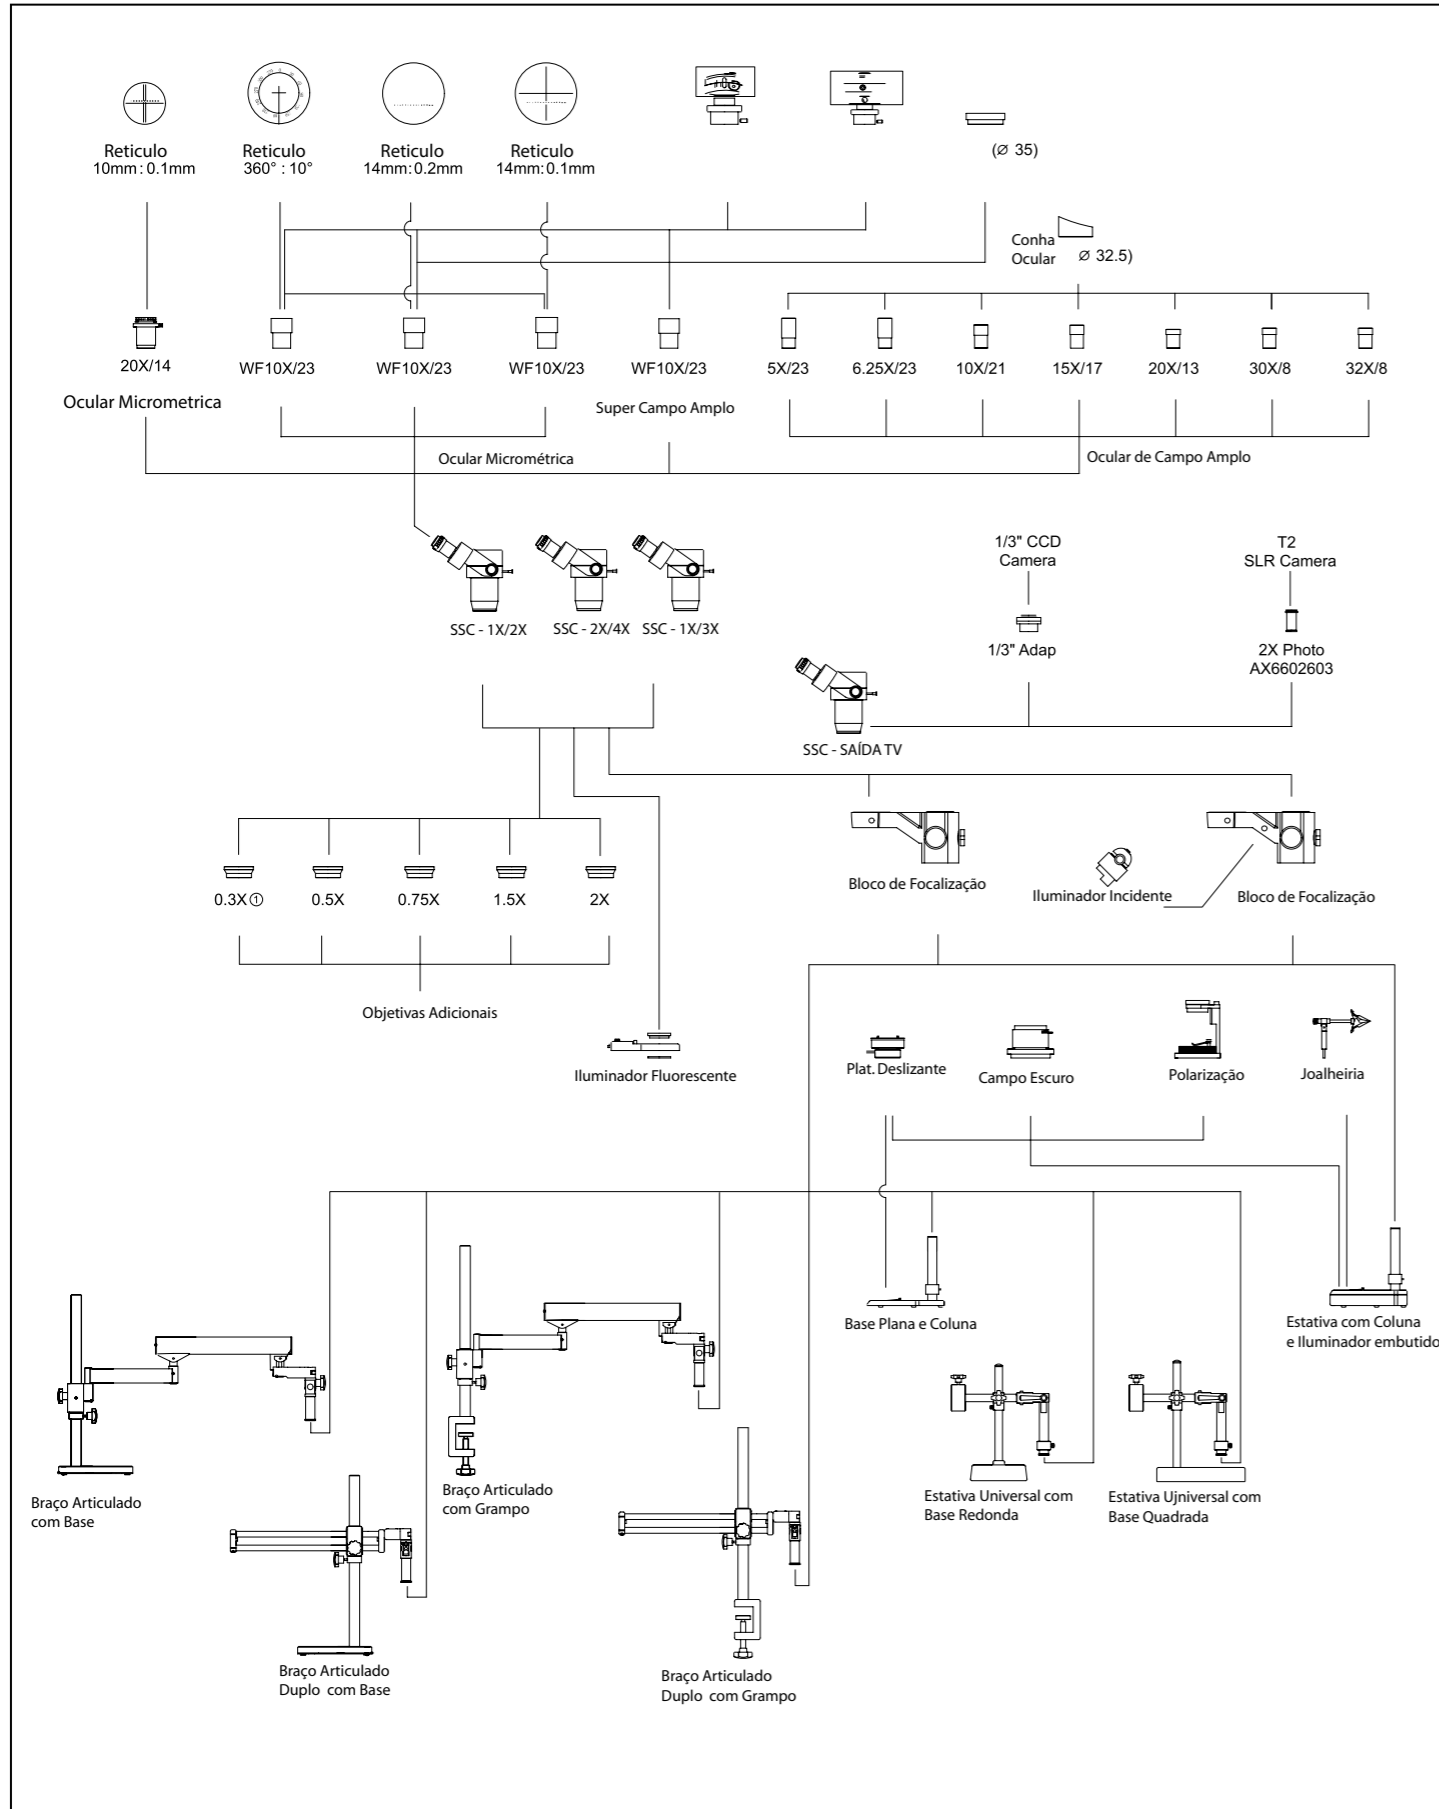 Reticulo
10mm : 0.1mm
Reticulo
360° : 10°
Reticulo
14mm: 0.2mm
Reticulo
14mm: 0.1mm
(Ø 35)
Conha
Ocular
Ø 32.5)
20X/14
WF10X/23
WF10X/23
WF10X/23
WF10X/23
5X/23
6.25X/23
10X/21
15X/17
20X/13
30X/8
32X/8
Ocular Micrometrica
Super Campo Amplo
Ocular Micrométrica
Ocular de Campo Amplo
1/3" CCD
Camera
T2
SLR Camera
SSC - 1X/2X
SSC - 2X/4X
SSC - 1X/3X
1/3" Adap
2X Photo
AX6602603
SSC - SAÍDA TV
0.3X①
0.5X
0.75X
1.5X
2X
Bloco de Focalização
Iluminador Incidente
Bloco de Focalização
Objetivas Adicionais
Iluminador Fluorescente
Plat. Deslizante
Campo Escuro
Polarização
Joalheiria
Base Plana e Coluna
Estativa com Coluna
e Iluminador embutido
Braço Articulado
com Base
Braço Articulado
com Grampo
Estativa Universal com
Base Redonda
Estativa Ujniversal com
Base Quadrada
Braço Articulado
Duplo com Base
Braço Articulado
Duplo com Grampo